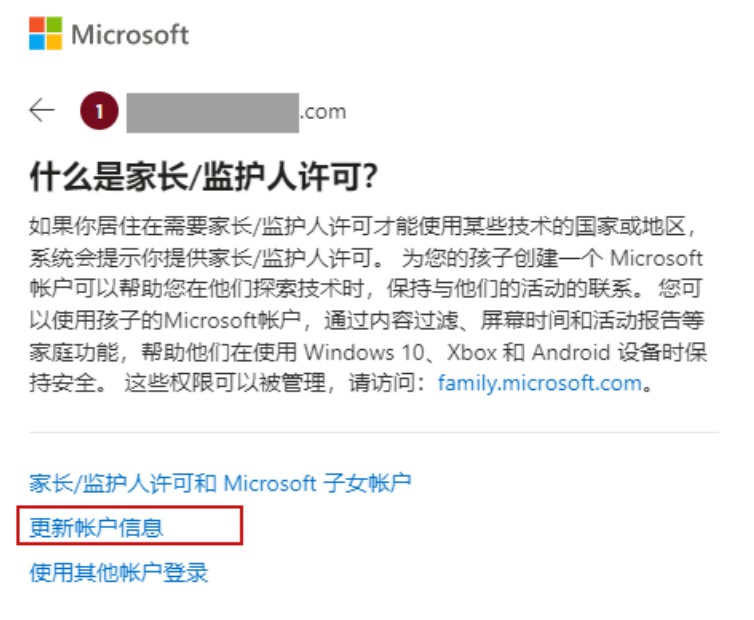 Microsoft
1 .com
什么是家长/监护人许可?
如果你居住在需要家长/监护人许可才能使用某些技术的国家或地区，
系统会提示你提供家长/监护人许可。 为您的孩子创建一个 Microsoft
帐户可以帮助您在他们探索技术时，保持与他们的活动的联系。 您可
以使用孩子的Microsoft帐户，通过内容过滤、屏幕时间和活动报告等
家庭功能，帮助他们在使用 Windows 10、Xbox 和 Android 设备时保
持安全。 这些权限可以被管理，请访问：family.microsoft.com。
家长/监护人许可和 Microsoft 子女帐户
更新帐户信息
使用其他帐户登录